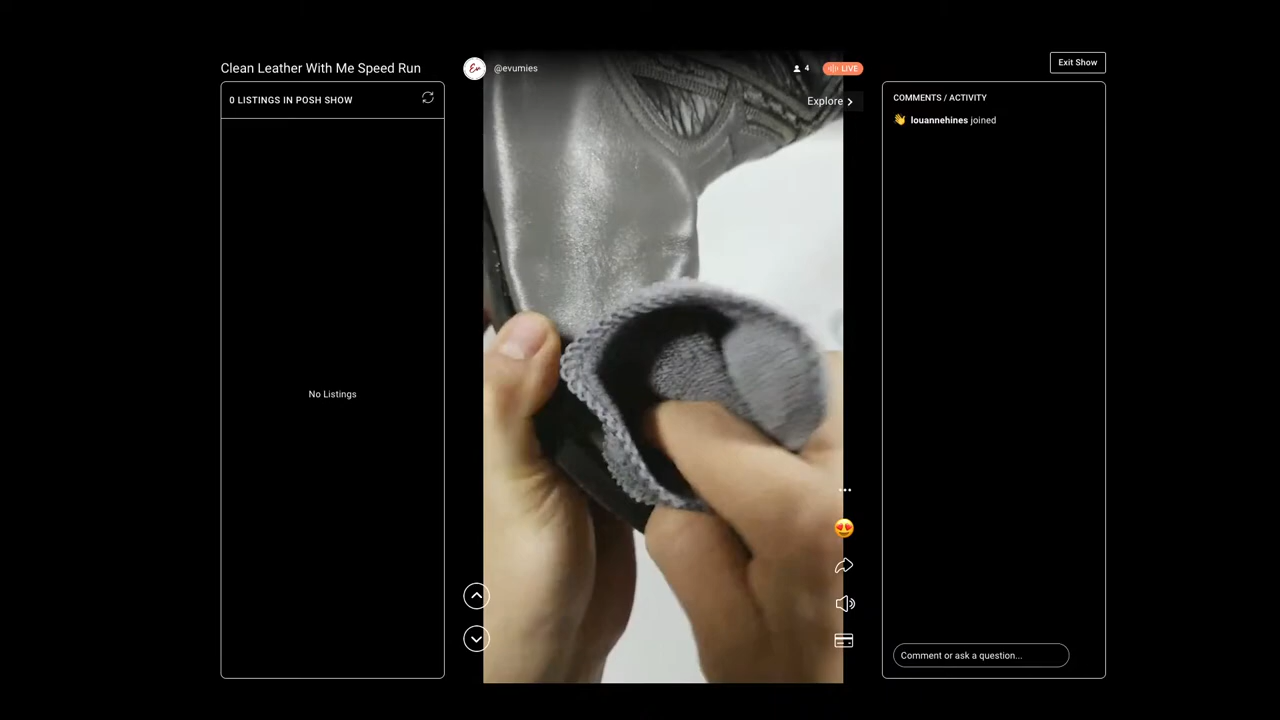 Clean Leather With Me Speed Run
0 LISTINGS IN POSH SHOW
No Listings
Ev
@evumies
4
LIVE
Explore
Exit Show
COMMENTS / ACTIVITY
louannehines joined
Comment or ask a question...